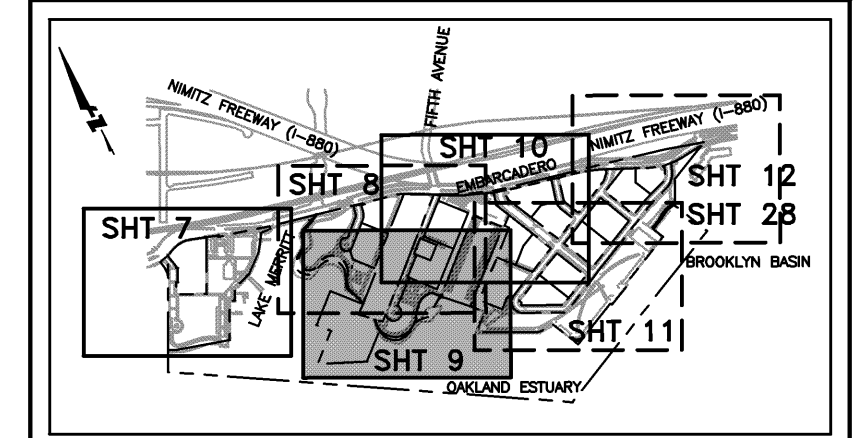 FIFTH AVENUE
NIMITZ FREEWAY (I-880)
NIMITZ FREEWAY (I-880)
SHT 10
EMBARCADERO
SHT 8
SHT 12
SHT 7
SHT 28
LAKE MERRITT
BROOKLYN BASIN
SHT 11
SHT 9
OAKLAND ESTUARY
N